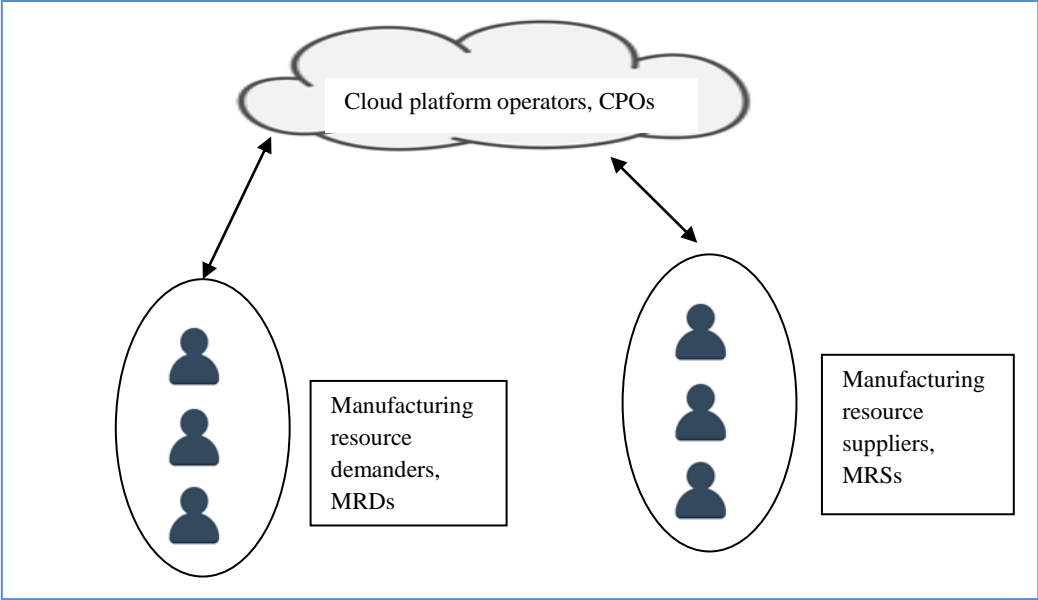 Cloud platform operators, CPOs
Manufacturing
resource
demanders,
MRDs
Manufacturing
resource
suppliers,
MRSs